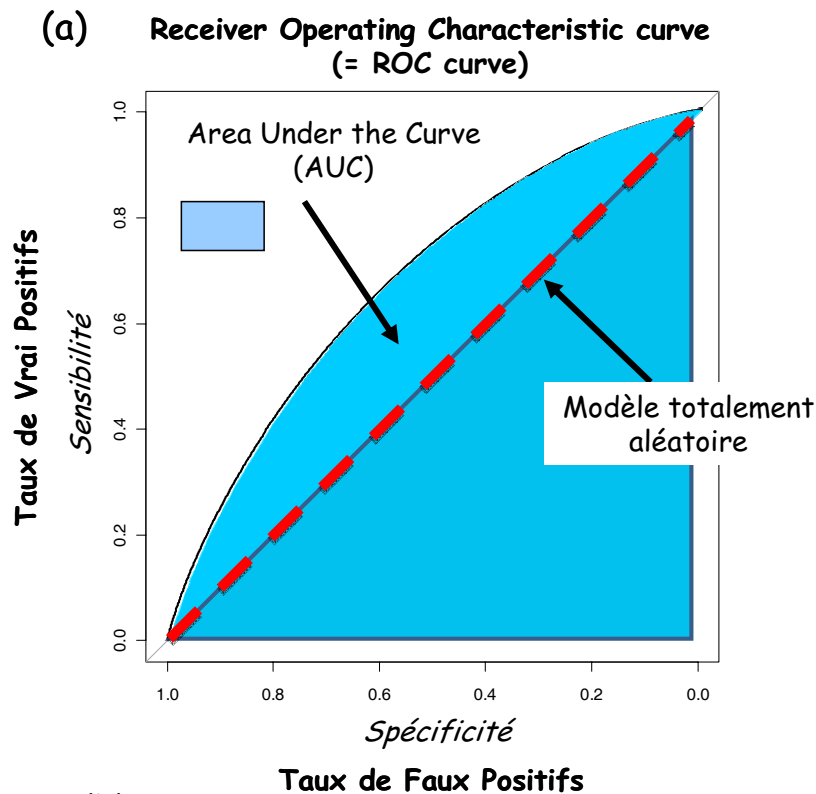 (a)
Receiver Operating Characteristic curve
(= ROC curve)
Area Under the Curve
(AUC)
Modèle totalement
aléatoire
Taux de Vrai Positifs
Sensibilité
1.0
0.8
0.6
0.4
0.2
0.0
1.0 0.8 0.6 0.4 0.2 0.0
Spécificité
Taux de Faux Positifs